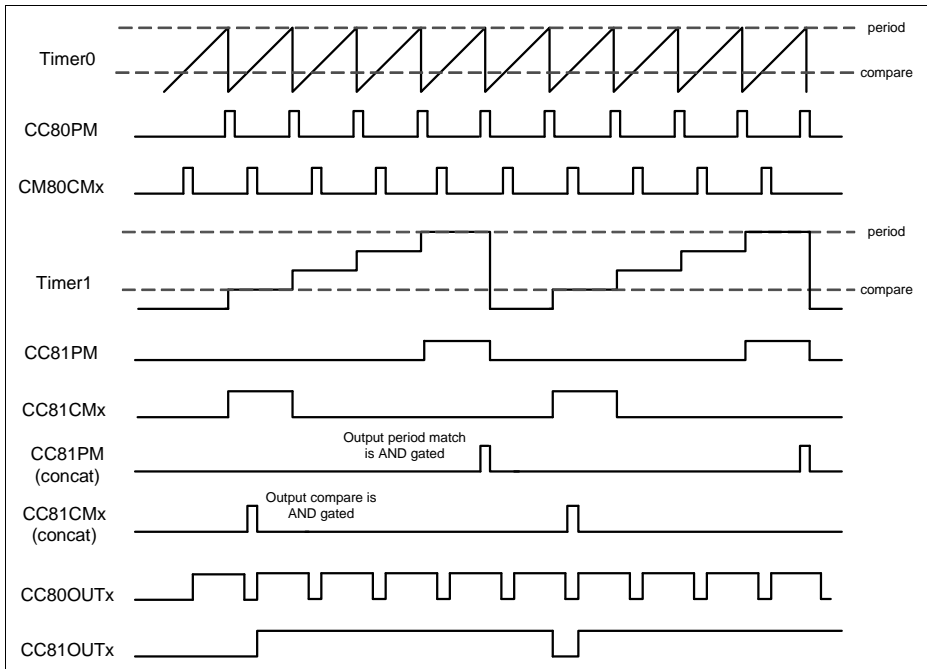 period
Timer0
compare
CC80PM
CM80CMx
period
Timer1
compare
CC81PM
CC81CMx
Output period match
is AND gated
CC81PM
(concat)
Output compare is
AND gated
CC81CMx
(concat)
CC80OUTx
CC81OUTx